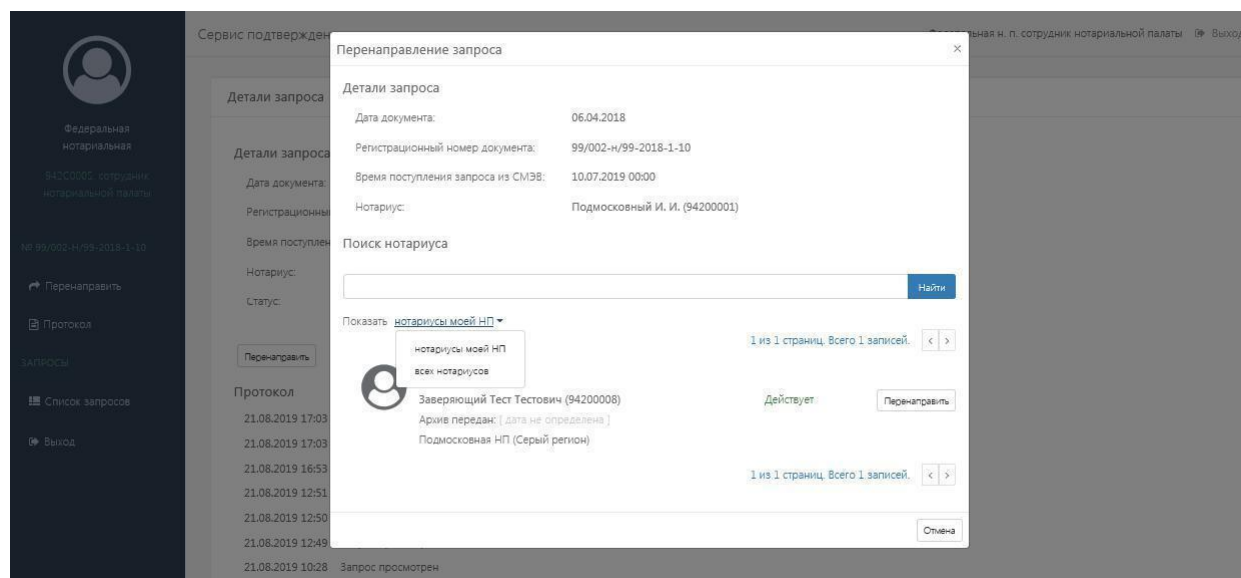 Федеральная
нотариальная
94200005, сотрудник
нотариальной палаты
№ 99/002-Н/99-2018-1-10
Перенаправить
Протокол
ЗАПРОСЫ
Список запросов
Выход
Сервис подтвержден
н. п. сотрудник нотариальной палаты Выход
Детали запроса
Детали запроса
Дата документа:
Регистрационны
Время поступлен
Нотариус:
Статус:
Перенаправить
Протокол
21.08.2019 17:03
21.08.2019 17:03
21.08.2019 16:53
21.08.2019 12:51
21.08.2019 12:50
21.08.2019 12:49
21.08.2019 10:28 Запрос просмотрен
Перенаправление запроса ×
Детали запроса
Дата документа: 06.04.2018
Регистрационный номер документа: 99/002-н/99-2018-1-10
Время поступления запроса из СМЭВ: 10.07.2019 00:00
Нотариус: Подмосковный И. И. (94200001)
Поиск нотариуса
Найти
Показать нотариусы моей НП
нотариусы моей НП
всех нотариусов
1 из 1 страниц. Всего 1 записей. < >
Заверяющий Тест Тестович (94200008) Действует Перенаправить
Архив передан: [ дата не определена ]
Подмосковная НП (Серый регион)
1 из 1 страниц. Всего 1 записей. < >
Отмена